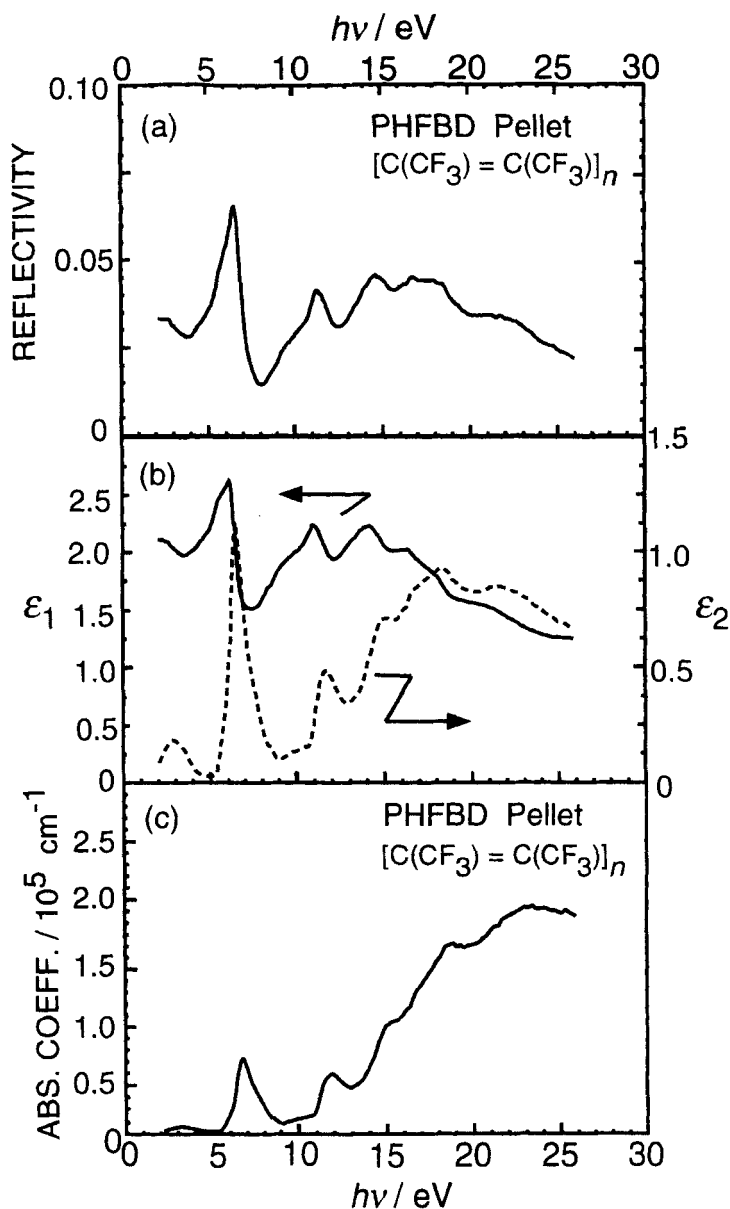 hν / eV
0 5 10 15 20 25 30
0.10
(a) PHFBD Pellet
[C(CF3) = C(CF3)]n
REFLECTIVITY
0.05
0
1.5
(b)
2.5
2.0
1.0
ε1
1.5
ε2
1.0
0.5
0.5
0
0
(c) PHFBD Pellet
[C(CF3) = C(CF3)]n
ABS. COEFF. / 10^5 cm^-1
2.5
2.0
1.5
1.0
0.5
0
0 5 10 15 20 25 30
hν / eV